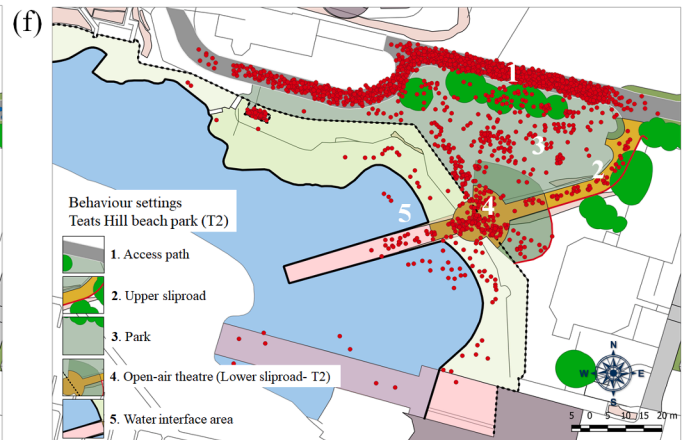 (f)
1
3
2
4
5
Behaviour settings
Teats Hill beach park (T2)
1. Access path
2. Upper sliproad
3. Park
4. Open-air theatre (Lower sliproad- T2)
5. Water interface area
N
W E
S
5 0 5 10 15 20 m